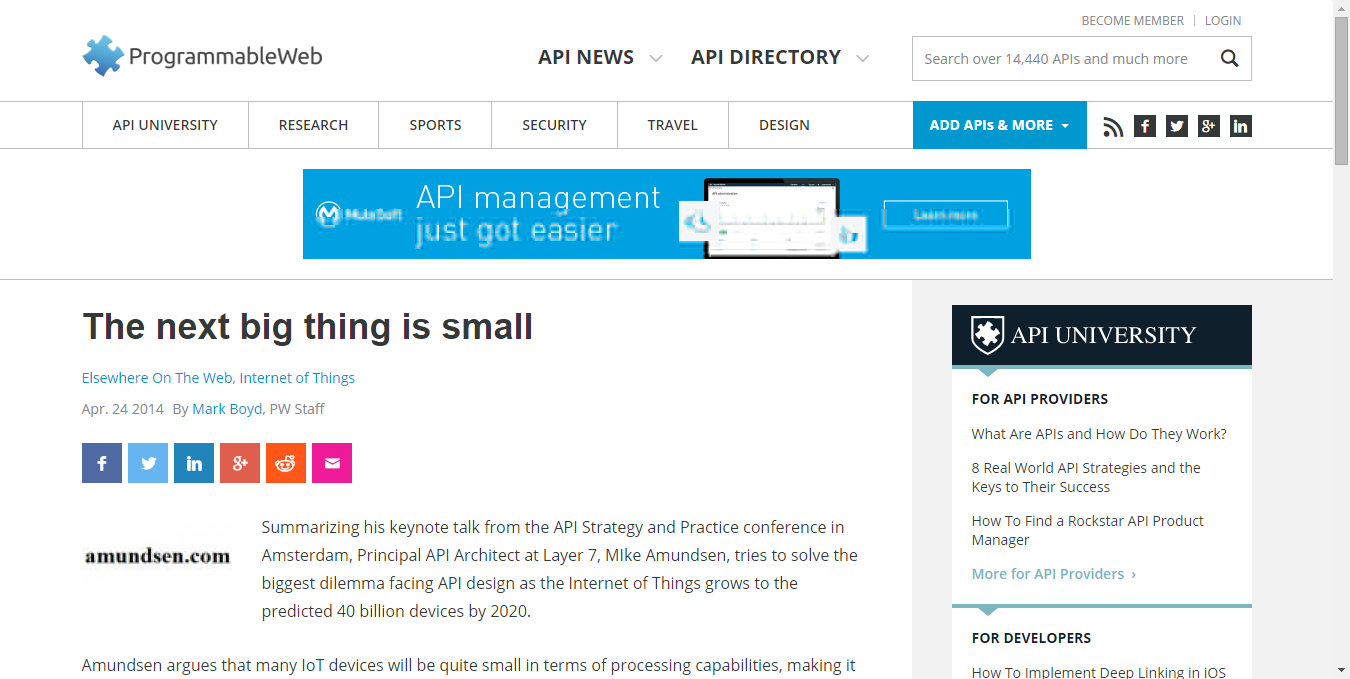 BECOME MEMBER | LOGIN
ProgrammableWeb
API NEWS
API DIRECTORY
Search over 14,440 APIs and much more
API UNIVERSITY
RESEARCH
SPORTS
SECURITY
TRAVEL
DESIGN
ADD APIs & MORE
MuleSoft
API management
just got easier
Learn more
The next big thing is small
Elsewhere On The Web, Internet of Things
Apr. 24 2014 By Mark Boyd, PW Staff
amundsen.com
Summarizing his keynote talk from the API Strategy and Practice conference in
Amsterdam, Principal API Architect at Layer 7, MIke Amundsen, tries to solve the
biggest dilemma facing API design as the Internet of Things grows to the
predicted 40 billion devices by 2020.
Amundsen argues that many IoT devices will be quite small in terms of processing capabilities, making it
API UNIVERSITY
FOR API PROVIDERS
What Are APIs and How Do They Work?
8 Real World API Strategies and the
Keys to Their Success
How To Find a Rockstar API Product
Manager
More for API Providers ›
FOR DEVELOPERS
How To Implement Deep Linking in iOS